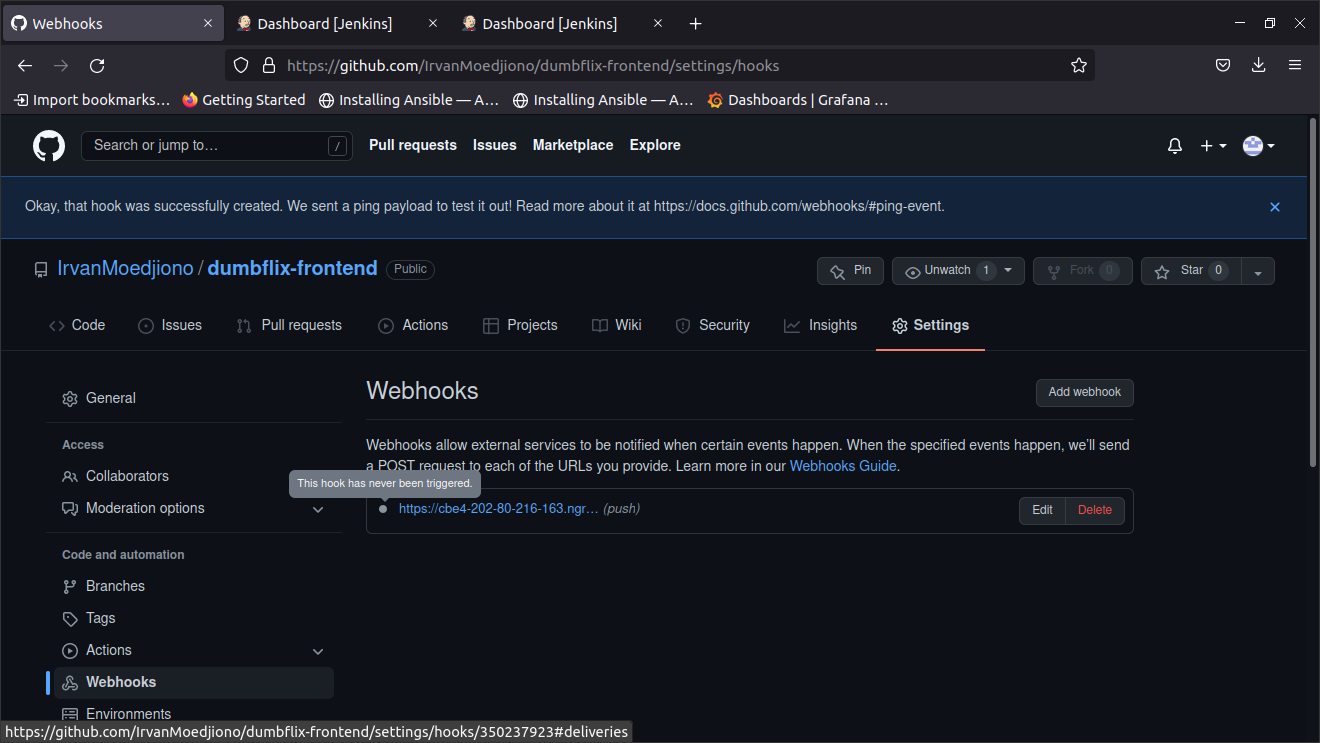 Webhooks
Dashboard [Jenkins]
Dashboard [Jenkins]
https://github.com/IrvanMoedjiono/dumbflix-frontend/settings/hooks
Import bookmarks…
Getting Started
Installing Ansible — A…
Installing Ansible — A…
Dashboards | Grafana …
Search or jump to…
/
Pull requests
Issues
Marketplace
Explore
Okay, that hook was successfully created. We sent a ping payload to test it out! Read more about it at https://docs.github.com/webhooks/#ping-event.
IrvanMoedjiono / dumbflix-frontend
Public
Pin
Unwatch 1
Fork 0
Star 0
Code
Issues
Pull requests
Actions
Projects
Wiki
Security
Insights
Settings
General
Access
Collaborators
Moderation options
Code and automation
Branches
Tags
Actions
Webhooks
Environments
Webhooks
Add webhook
Webhooks allow external services to be notified when certain events happen. When the specified events happen, we'll send
a POST request to each of the URLs you provide. Learn more in our Webhooks Guide.
This hook has never been triggered.
https://cbe4-202-80-216-163.ngr… (push)
Edit
Delete
https://github.com/IrvanMoedjiono/dumbflix-frontend/settings/hooks/350237923#deliveries